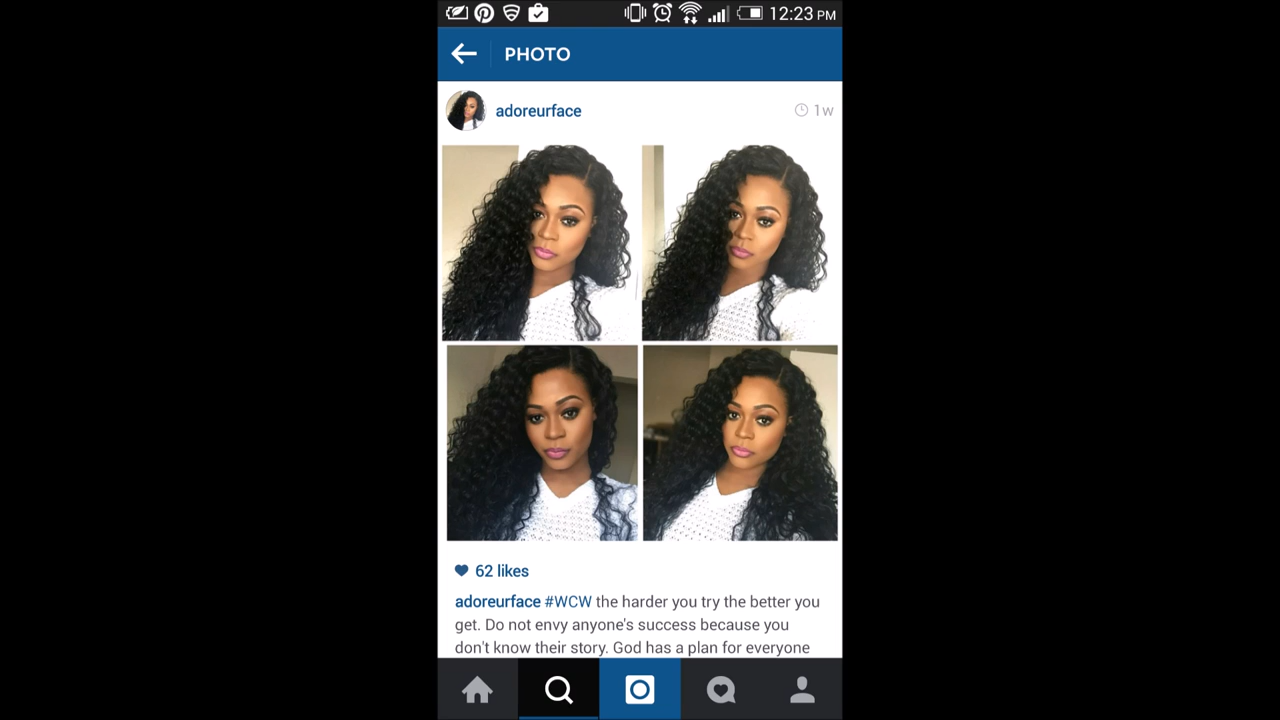 12:23 PM
PHOTO
adoreurface
1w
62 likes
adoreurface #WCW the harder you try the better you
get. Do not envy anyone's success because you
don't know their story. God has a plan for everyone